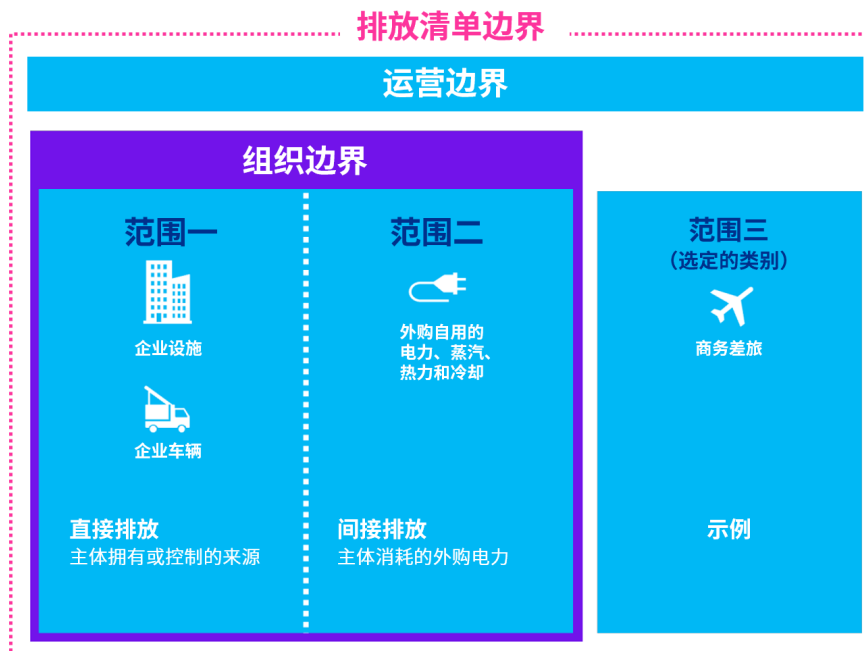 排放清单边界
运营边界
组织边界
范围一
企业设施
企业车辆
直接排放
主体拥有或控制的来源
范围二
外购自用的
电力、蒸汽、
热力和冷却
间接排放
主体消耗的外购电力
范围三
（选定的类别）
商务差旅
示例